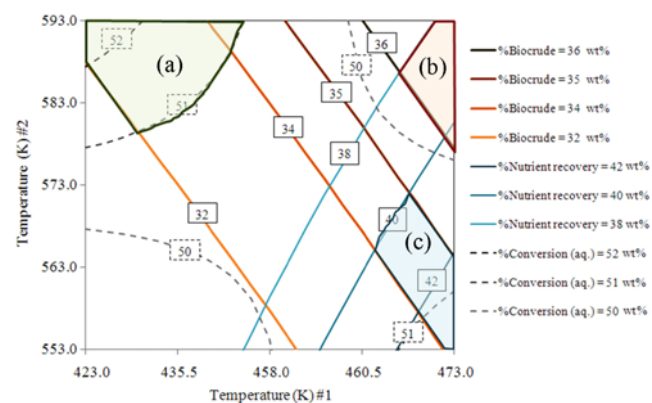 593.0
583.0
573.0
563.0
553.0
Temperature (K) #2
423.0
435.5
458.0
460.5
473.0
Temperature (K) #1
52
(a)
51
50
36
(b)
35
34
38
32
40
(c)
50
42
51
%Biocrude = 36 wt%
%Biocrude = 35 wt%
%Biocrude = 34 wt%
%Biocrude = 32 wt%
%Nutrient recovery = 42 wt%
%Nutrient recovery = 40 wt%
%Nutrient recovery = 38 wt%
%Conversion (aq.) = 52 wt%
%Conversion (aq.) = 51 wt%
%Conversion (aq.) = 50 wt%